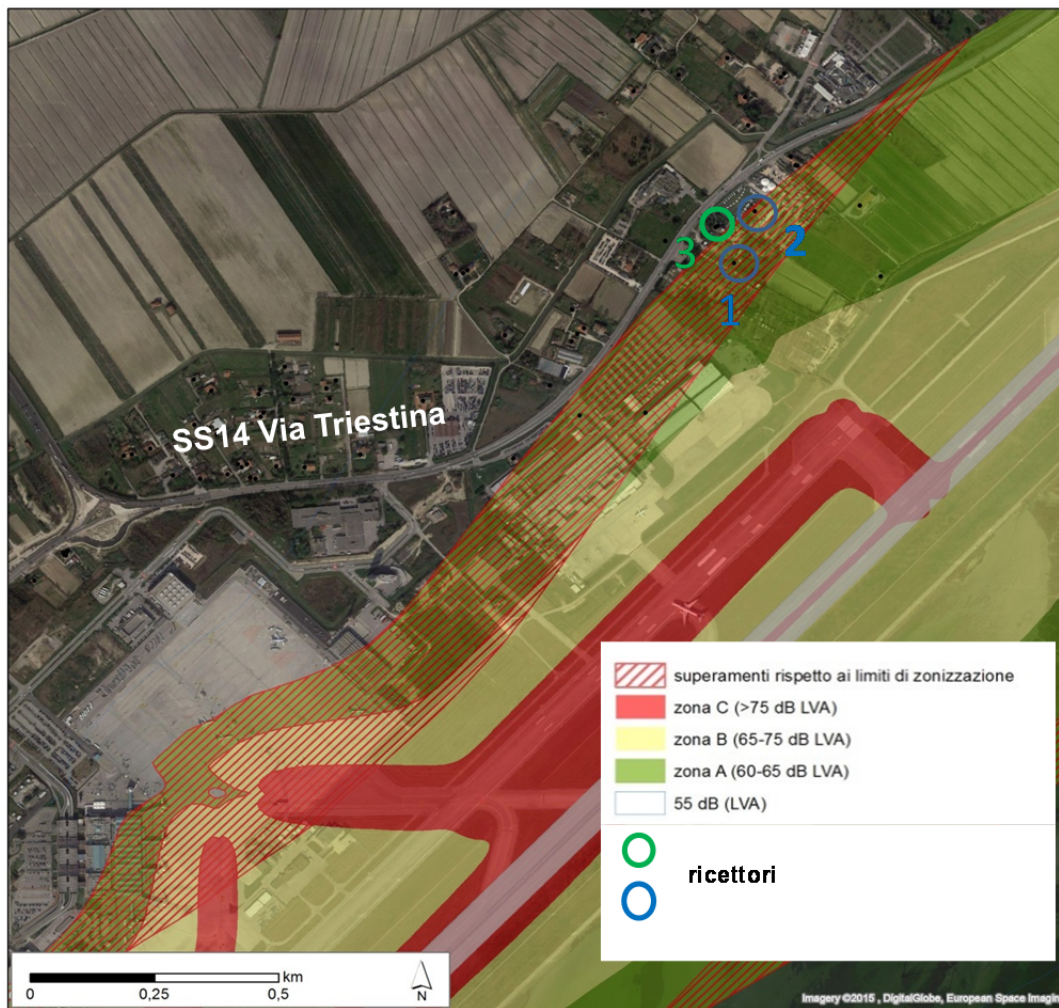 3
2
1
SS14 Via Triestina
superamenti rispetto ai limiti di zonizzazione
zona C (>75 dB LVA)
zona B (65-75 dB LVA)
zona A (60-65 dB LVA)
55 dB (LVA)
ricettori
km
0 0,25 0,5
N
Imagery ©2015 , DigitalGlobe, European Space Imagin